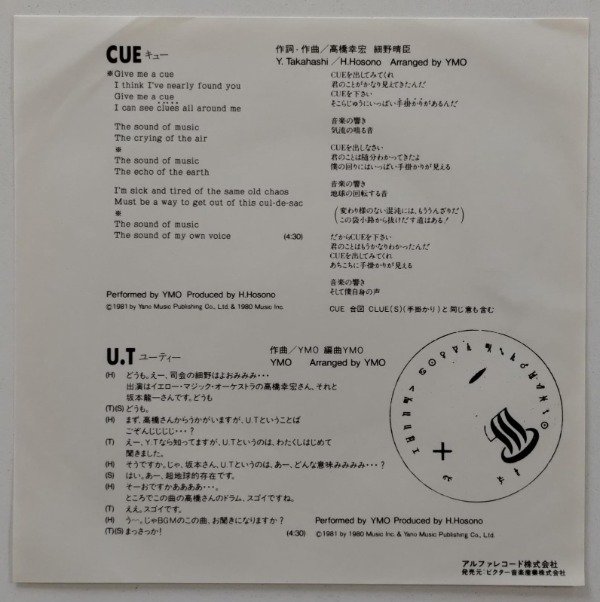 CUE キュー
作詞・作曲/高橋幸宏 細野晴臣
Y. Takahashi / H.Hosono Arranged by YMO
※Give me a cue
I think I've nearly found you
Give me a cue
I can see clues all around me
The sound of music
The crying of the air
※
The sound of music
The echo of the earth
I'm sick and tired of the same old chaos
Must be a way to get out of this cul-de-sac
※
The sound of music
The sound of my own voice (4:30)
CUEを出してみてくれ
君のことがかなり見えてきたんだ
CUEを下さい
そこらじゅうにいっぱい手掛かりがあるんだ
音楽の響き
気流の鳴る音
CUEを出しなさい
君のことは随分わかってきたよ
僕の回りにはいっぱい手掛かりが見える
音楽の響き
地球の回転する音
(変わり様のない混沌には、もううんざりだ
この袋小路から抜けだす道はある!)
だからCUEを下さい
君のことはもうかなりわかったんだ
CUEを出してみてくれ
あちこちに手掛かりが見える
音楽の響き
そして僕自身の声
CUE 合図 CLUE(S)(手掛かり)と同じ意も含む
Performed by YMO Produced by H.Hosono
©1981 by Yano Music Publishing Co., Ltd. & 1980 Music Inc.
U.T ユーティー
作曲/YMO 編曲YMO
YMO Arranged by YMO
(H) どうも。えー、司会の細野はよおみみみ・・・
出演はイエロー・マジック・オーケストラの高橋幸宏さん、それと
坂本龍一さんです。どうも
(T)(S) どうも。
(H) まず、高橋さんからうかがいますが、U.Tということば
ごぞんじじじじ・・・?
(T) えー、Y.Tなら知ってますが、U.Tというのは、わたくしはじめて
聞きました。
(H) そうですか。じゃ、坂本さん、U.Tというのは、あー、どんな意味みみみみ・・・?
(S) はい。あー、超地球的存在です。
(H) そーおですかああああ・・・。
ところでこの曲の高橋さんのドラム、スゴイですね。
(T) ええ。スゴイです。
(H) うー。じゃBGMのこの曲、お聞きになりますか?
(T)(S) まっさっか! (4:30)
Performed by YMO Produced by H.Hosono
©1981 by 1980 Music Inc. & Yano Music Publishing Co., Ltd.
アルファレコード株式会社
発売元:ビクター音楽産業株式会社